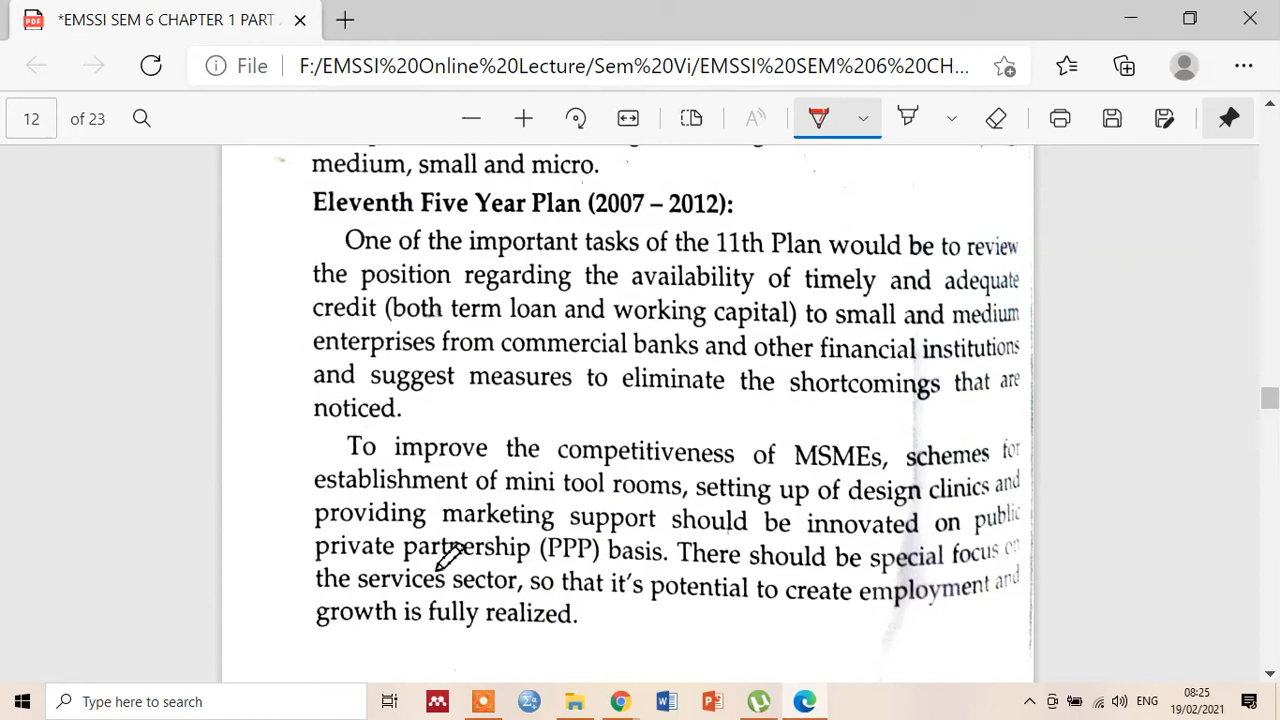 *EMSSI SEM 6 CHAPTER 1 PART
File F:/EMSSI%20Online%20Lecture/Sem%20Vi/EMSSI%20SEM%206%20CH...
12 of 23
medium, small and micro.
Eleventh Five Year Plan (2007 – 2012):
One of the important tasks of the 11th Plan would be to review
the position regarding the availability of timely and adequate
credit (both term loan and working capital) to small and medium
enterprises from commercial banks and other financial institutions
and suggest measures to eliminate the shortcomings that are
noticed.
To improve the competitiveness of MSMEs, schemes for
establishment of mini tool rooms, setting up of design clinics and
providing marketing support should be innovated on public
private partnership (PPP) basis. There should be special focus on
the services sector, so that it's potential to create employment and
growth is fully realized.
Type here to search
ENG
08:25
19/02/2021